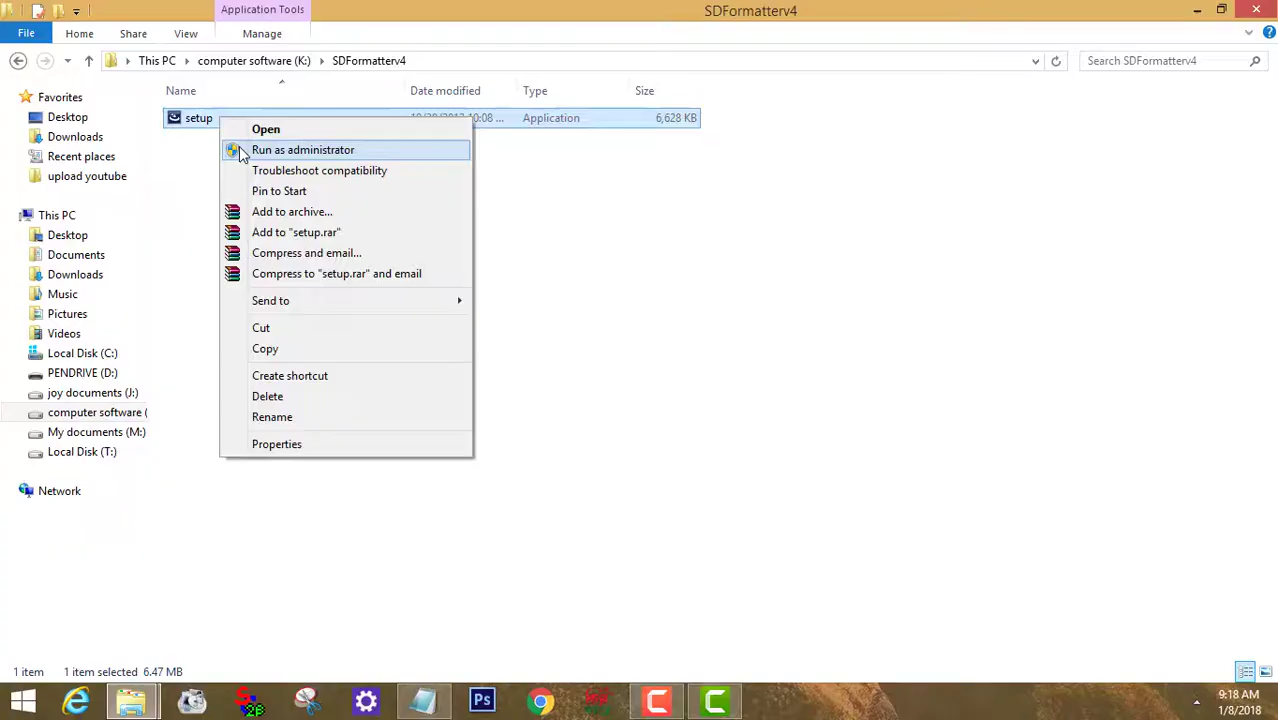 Application Tools
SDFormatterv4
File
Home
Share
View
Manage
This PC
computer software (K:)
SDFormatterv4
Search SDFormatterv4
Name
Date modified
Type
Size
setup
Application
6,628 KB
Favorites
Desktop
Downloads
Recent places
upload youtube
This PC
Desktop
Documents
Downloads
Music
Pictures
Videos
Local Disk (C:)
PENDRIVE (D:)
joy documents (J:)
computer software (
My documents (M:)
Local Disk (T:)
Network
Open
Run as administrator
Troubleshoot compatibility
Pin to Start
Add to archive...
Add to "setup.rar"
Compress and email...
Compress to "setup.rar" and email
Send to
Cut
Copy
Create shortcut
Delete
Rename
Properties
1 item
1 item selected 6.47 MB
Ps
9:18 AM
1/8/2018